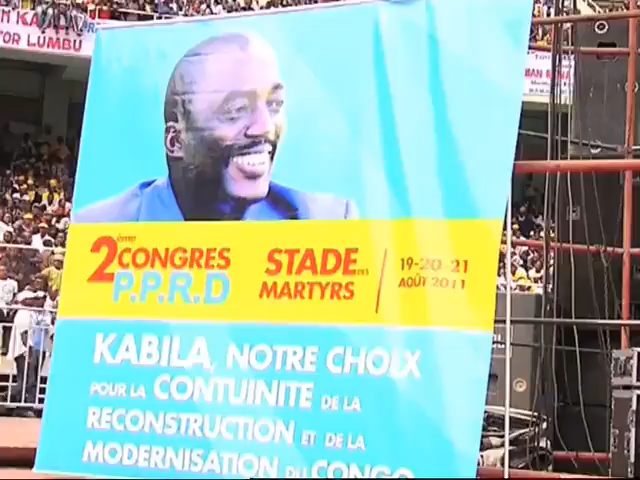 TOR LUMBU
2ème CONGRES
P.P.R.D
STADE DES
MARTYRS
19-20-21
AOÛT 2011
KABILA, NOTRE CHOIX
POUR LA CONTUINITE DE LA
RECONSTRUCTION ET DE LA
MODERNISATION DU CONGO